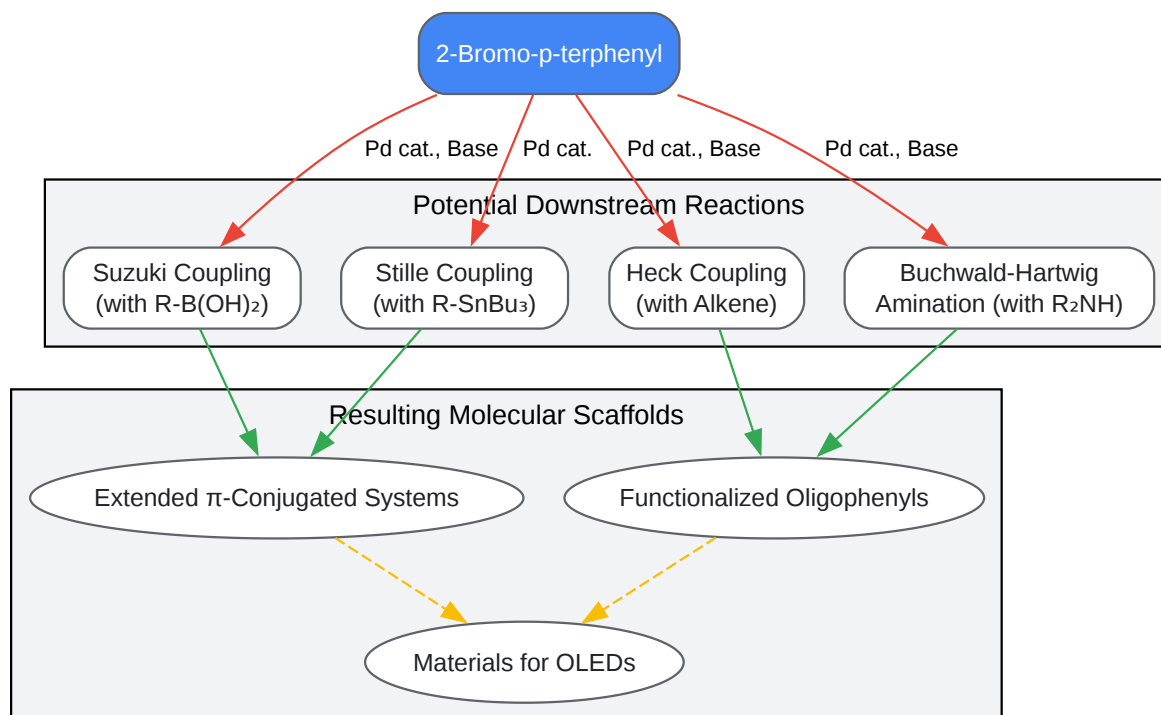 2-Bromo-p-terphenyl
Pd cat., Base
Pd cat.
Pd cat., Base
Pd cat., Base
Potential Downstream Reactions
Suzuki Coupling
(with R-B(OH)₂)
Stille Coupling
(with R-SnBu₃)
Heck Coupling
(with Alkene)
Buchwald-Hartwig
Amination (with R₂NH)
Resulting Molecular Scaffolds
Extended π-Conjugated Systems
Functionalized Oligophenyls
Materials for OLEDs